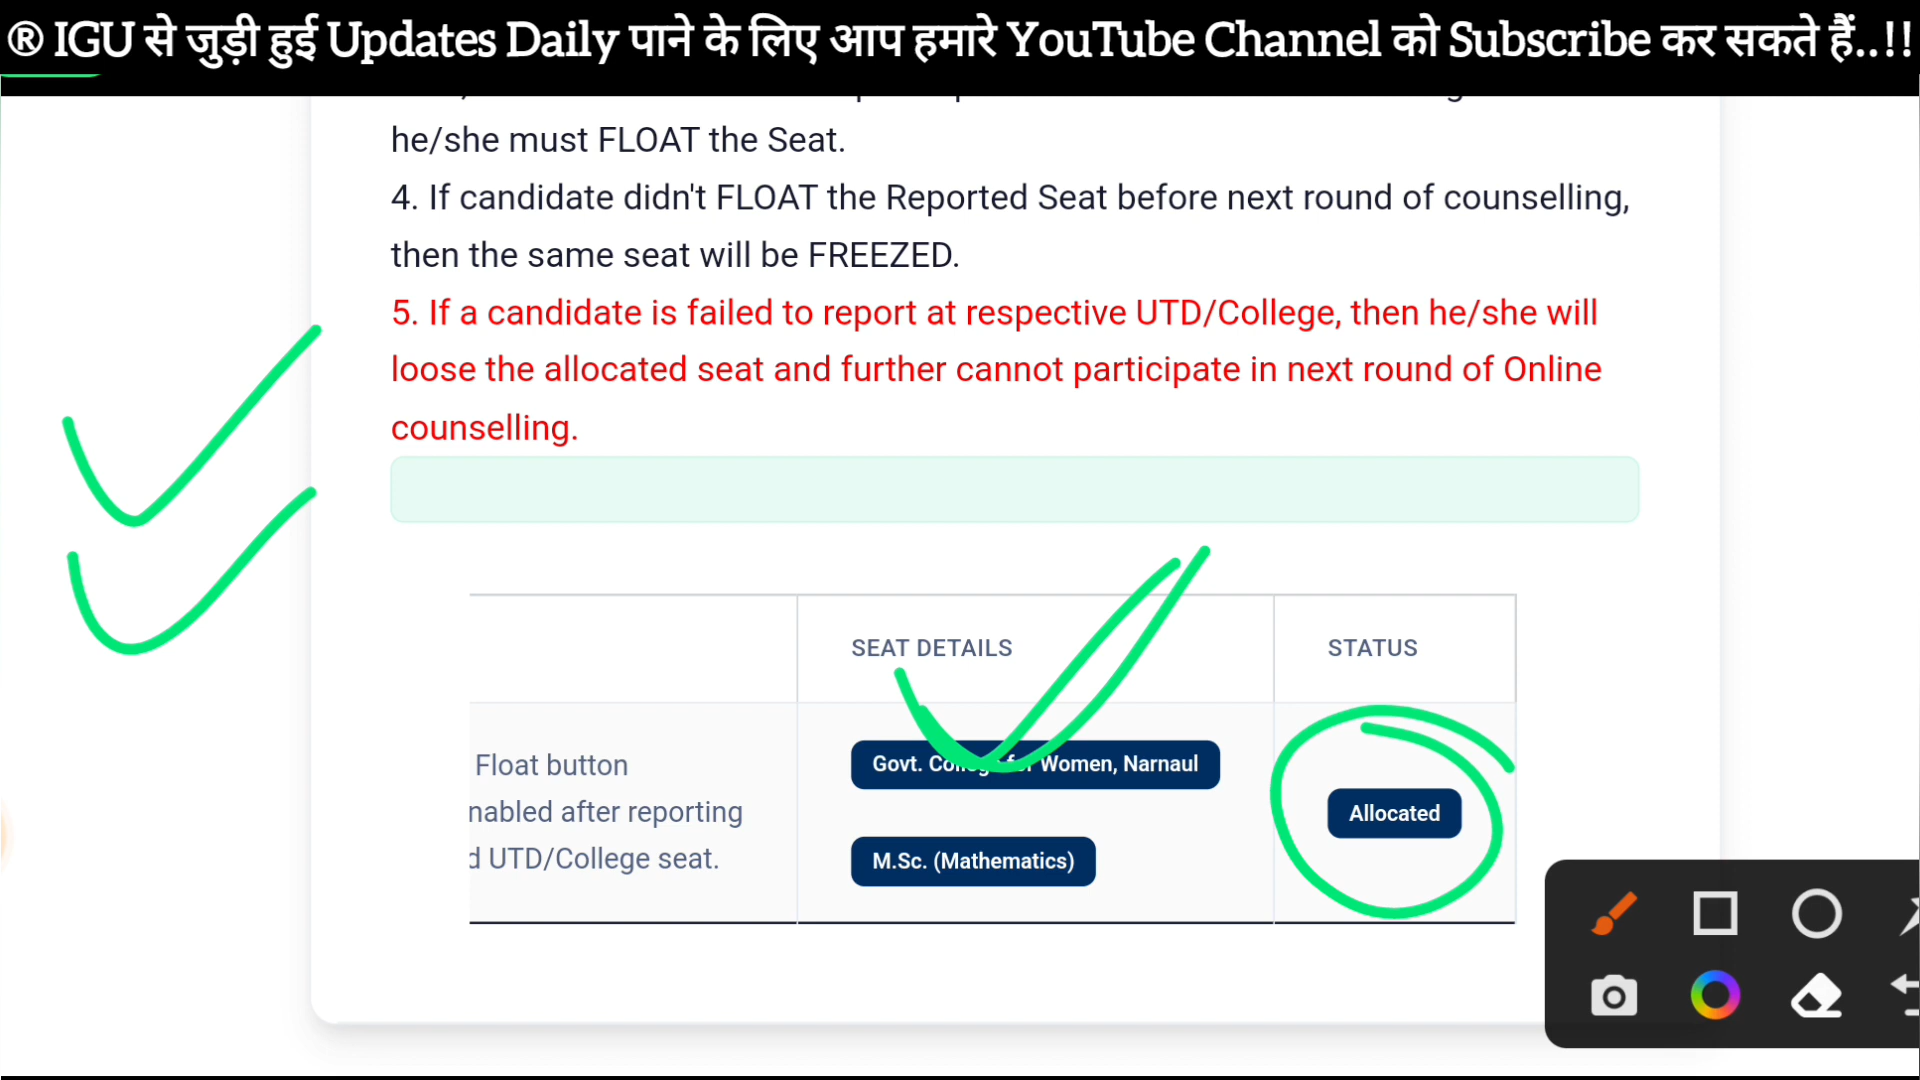 ® IGU से जुड़ी हुई Updates Daily पाने के लिए आप हमारे YouTube Channel को Subscribe कर सकते हैं..!!
he/she must FLOAT the Seat.
4. If candidate didn't FLOAT the Reported Seat before next round of counselling,
then the same seat will be FREEZED.
5. If a candidate is failed to report at respective UTD/College, then he/she will
loose the allocated seat and further cannot participate in next round of Online
counselling.
SEAT DETAILS
STATUS
Float button
nabled after reporting
d UTD/College seat.
Govt. College for Women, Narnaul
M.Sc. (Mathematics)
Allocated